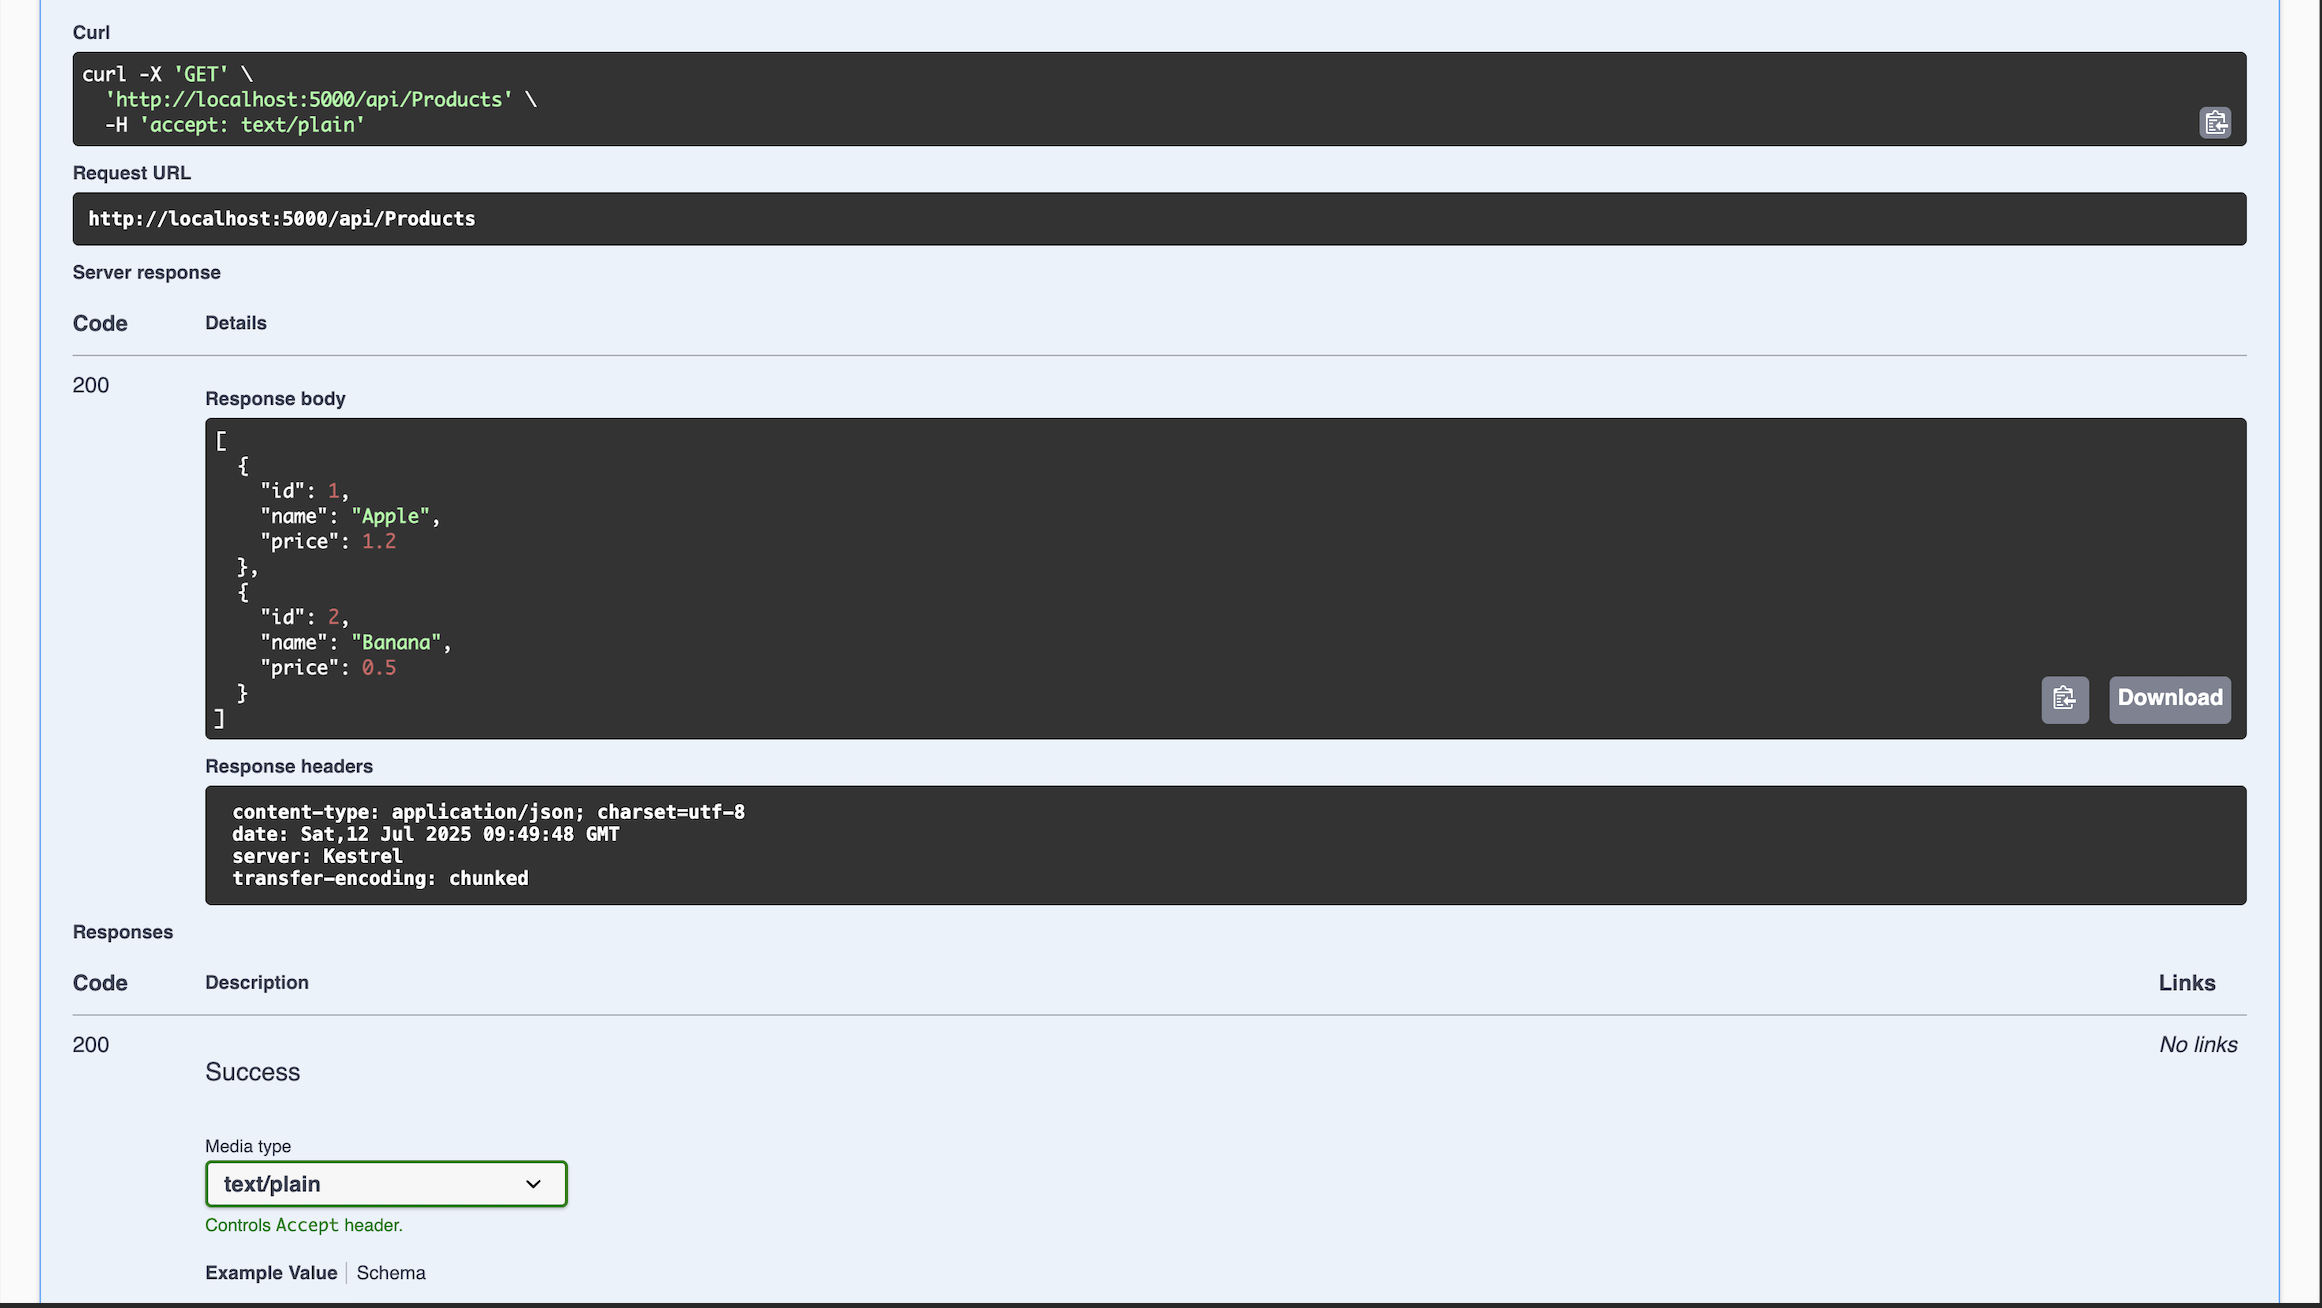 Curl
curl -X 'GET' \
  'http://localhost:5000/api/Products' \
  -H 'accept: text/plain'
Request URL
http://localhost:5000/api/Products
Server response
Code Details
200
Response body
[
  {
    "id": 1,
    "name": "Apple",
    "price": 1.2
  },
  {
    "id": 2,
    "name": "Banana",
    "price": 0.5
  }
]
Download
Response headers
content-type: application/json; charset=utf-8
date: Sat,12 Jul 2025 09:49:48 GMT
server: Kestrel
transfer-encoding: chunked
Responses
Code Description Links
200 No links
Success
Media type
text/plain
Controls Accept header.
Example Value Schema